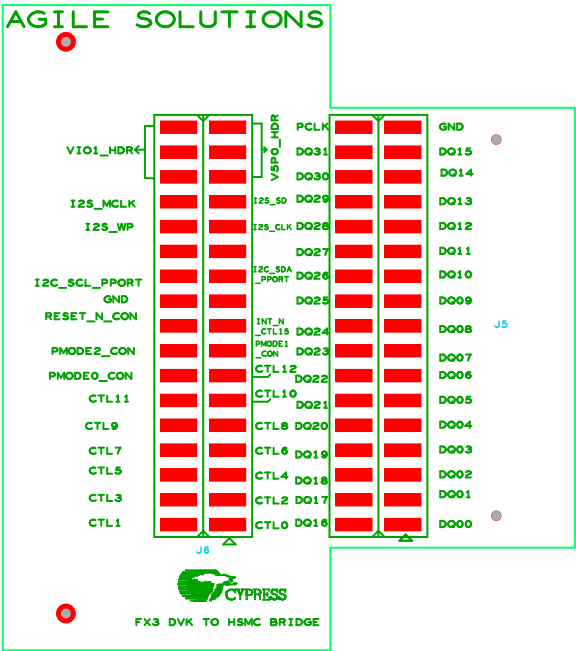 AGILE SOLUTIONS
VIO1_HDR
V5P0_HDR
PCLK
GND
DQ31
DQ15
DQ30
DQ14
I2S_MCLK
I2S_SD
DQ29
DQ13
I2S_WP
I2S_CLK
DQ28
DQ12
DQ27
DQ11
I2C_SCL_PPORT
I2C_SDA
_PPORT
DQ26
DQ10
GND
DQ25
DQ09
RESET_N_CON
INT_N
_CTL15
DQ24
DQ08
J5
PMODE2_CON
PMODE1
_CON
DQ23
DQ07
PMODE0_CON
CTL12
DQ22
DQ06
CTL11
CTL10
DQ21
DQ05
CTL9
CTL8
DQ20
DQ04
CTL7
CTL6
DQ19
DQ03
CTL5
CTL4
DQ18
DQ02
CTL3
CTL2
DQ17
DQ01
CTL1
CTL0
DQ16
DQ00
J6
CYPRESS
FX3 DVK TO HSMC BRIDGE